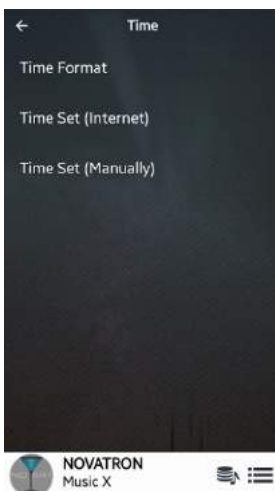 Time
Time Format
Time Set (Internet)
Time Set (Manually)
NOVATRON
Music X